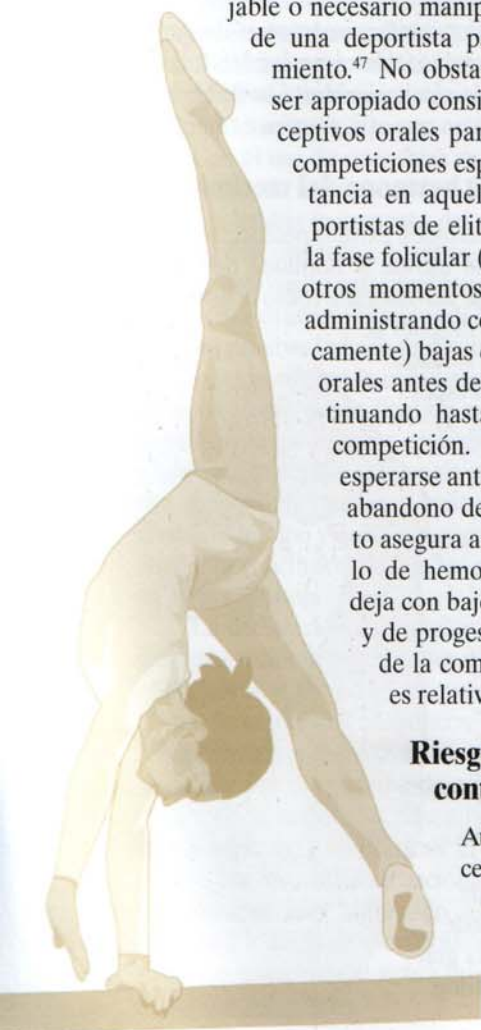 jable o necesario manip
de una deportista p
miento.⁴⁷ No obsta
ser apropiado consi
ceptivos orales par
competiciones esp
tancia en aquel
portistas de elit
la fase folicular (
otros momentos
administrando c
camente) bajas
orales antes de
tinuando hast
competición.
esperarse ant
abandono de
to asegura a
lo de hemo
deja con baj
y de proges
de la com
es relativ
Riesg
cont
A
ce